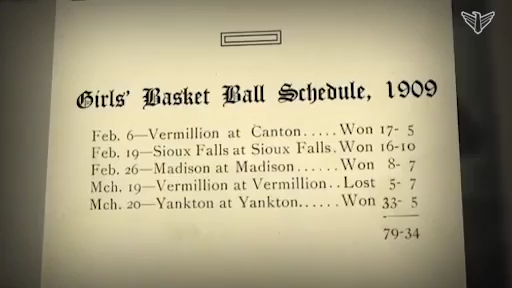 Girls' Basket Ball Schedule, 1909
Feb. 6—Vermillion at Canton.....Won 17- 5
Feb. 19—Sioux Falls at Sioux Falls.Won 16-10
Feb. 26—Madison at Madison......Won 8- 7
Mch. 19—Vermillion at Vermillion..Lost 5- 7
Mch. 20—Yankton at Yankton......Won 33- 5
79-34